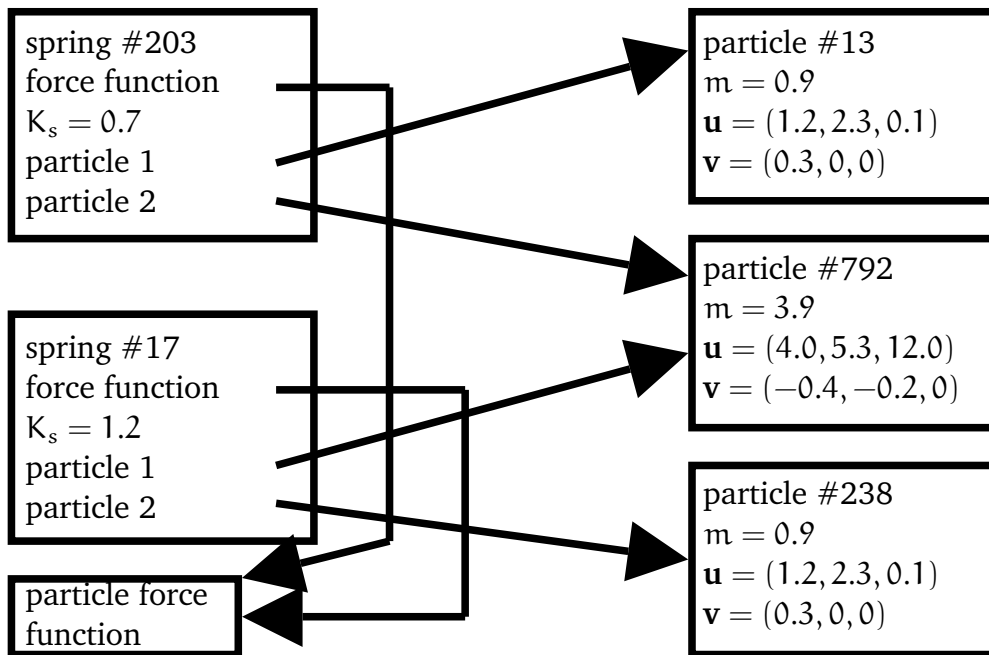 spring #203
force function
Kₛ = 0.7
particle 1
particle 2
spring #17
force function
Kₛ = 1.2
particle 1
particle 2
particle force
function
particle #13
m = 0.9
u = (1.2, 2.3, 0.1)
v = (0.3, 0, 0)
particle #792
m = 3.9
u = (4.0, 5.3, 12.0)
v = (−0.4, −0.2, 0)
particle #238
m = 0.9
u = (1.2, 2.3, 0.1)
v = (0.3, 0, 0)